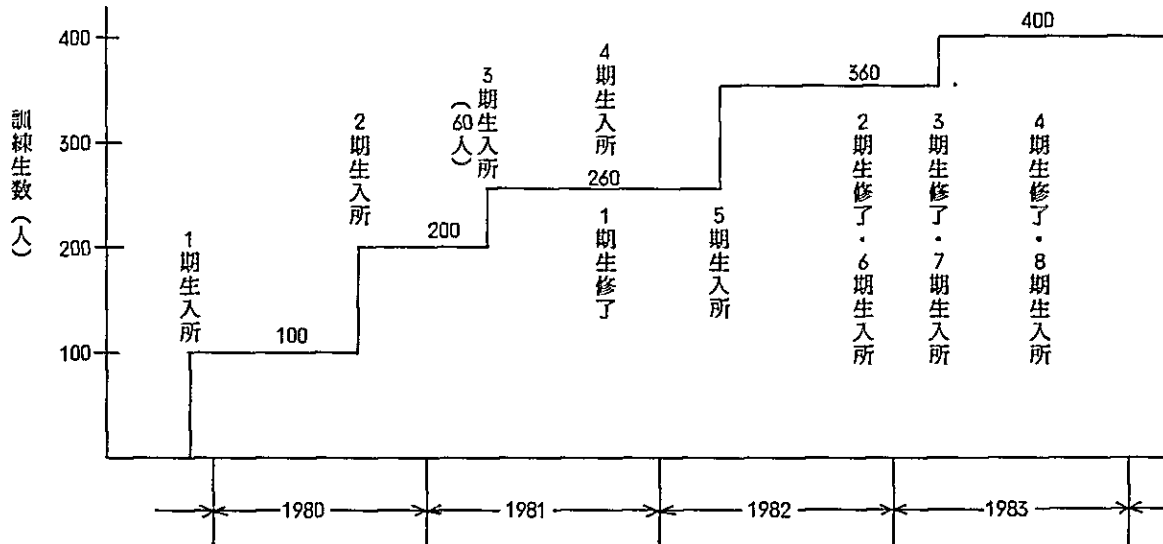 訓練生数(人)
400
300
200
100
1期生入所
100
2期生入所
200
3期生入所
(60人)
4期生入所
260
1期生修了
5期生入所
360
2期生修了・6期生入所
3期生修了・7期生入所
400
4期生修了・8期生入所
1980
1981
1982
1983